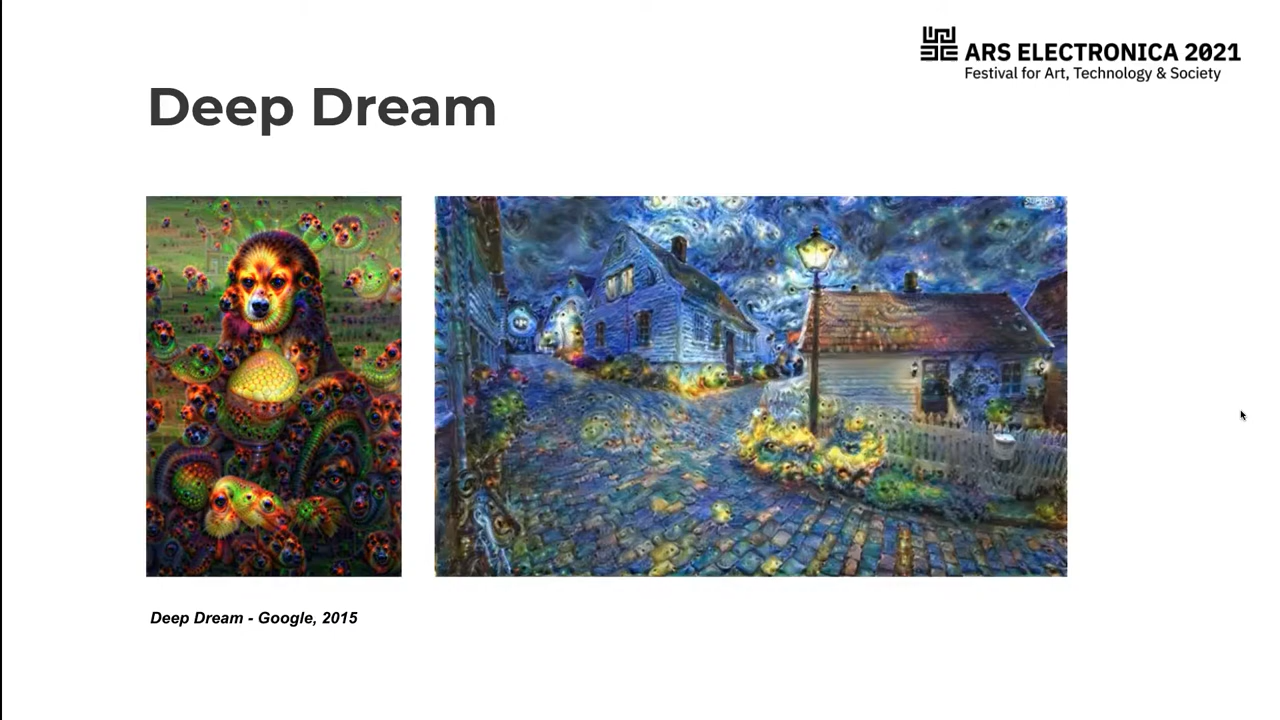 ARS ELECTRONICA 2021
Festival for Art, Technology & Society
Deep Dream
Deep Dream - Google, 2015